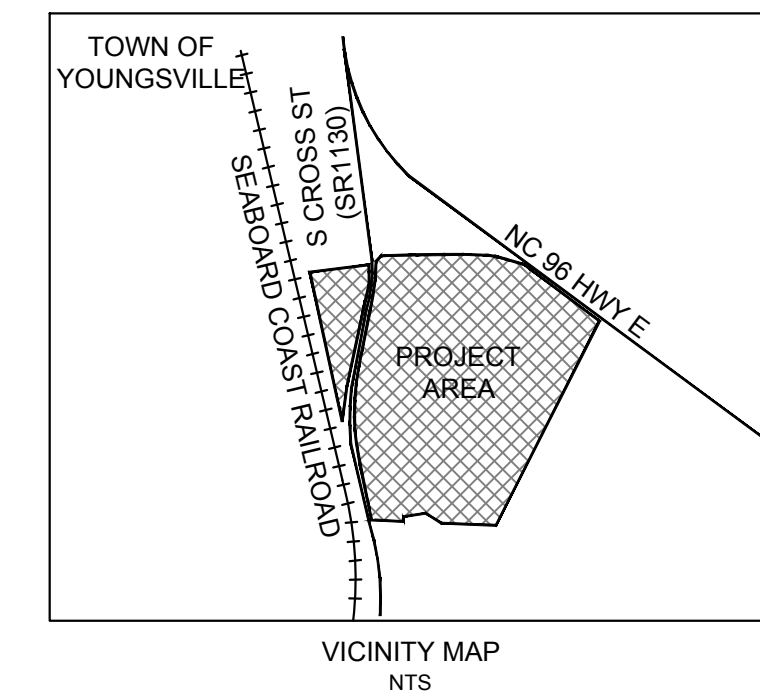 TOWN OF
YOUNGSVILLE
S CROSS ST
(SR1130)
SEABOARD COAST RAILROAD
NC 96 HWY E
PROJECT
AREA
VICINITY MAP
NTS